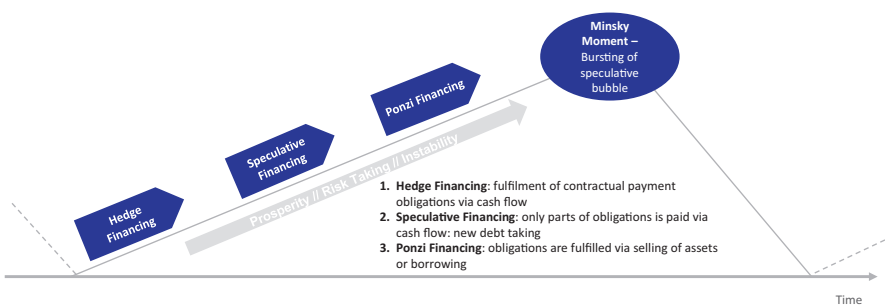 Minsky
Moment –
Bursting of
speculative
bubble
Ponzi Financing
Speculative
Financing
Hedge
Financing
Prosperity // Risk Taking // Instability
1. Hedge Financing: fulfilment of contractual payment
obligations via cash flow
2. Speculative Financing: only parts of obligations is paid via
cash flow: new debt taking
3. Ponzi Financing: obligations are fulfilled via selling of assets
or borrowing
Time